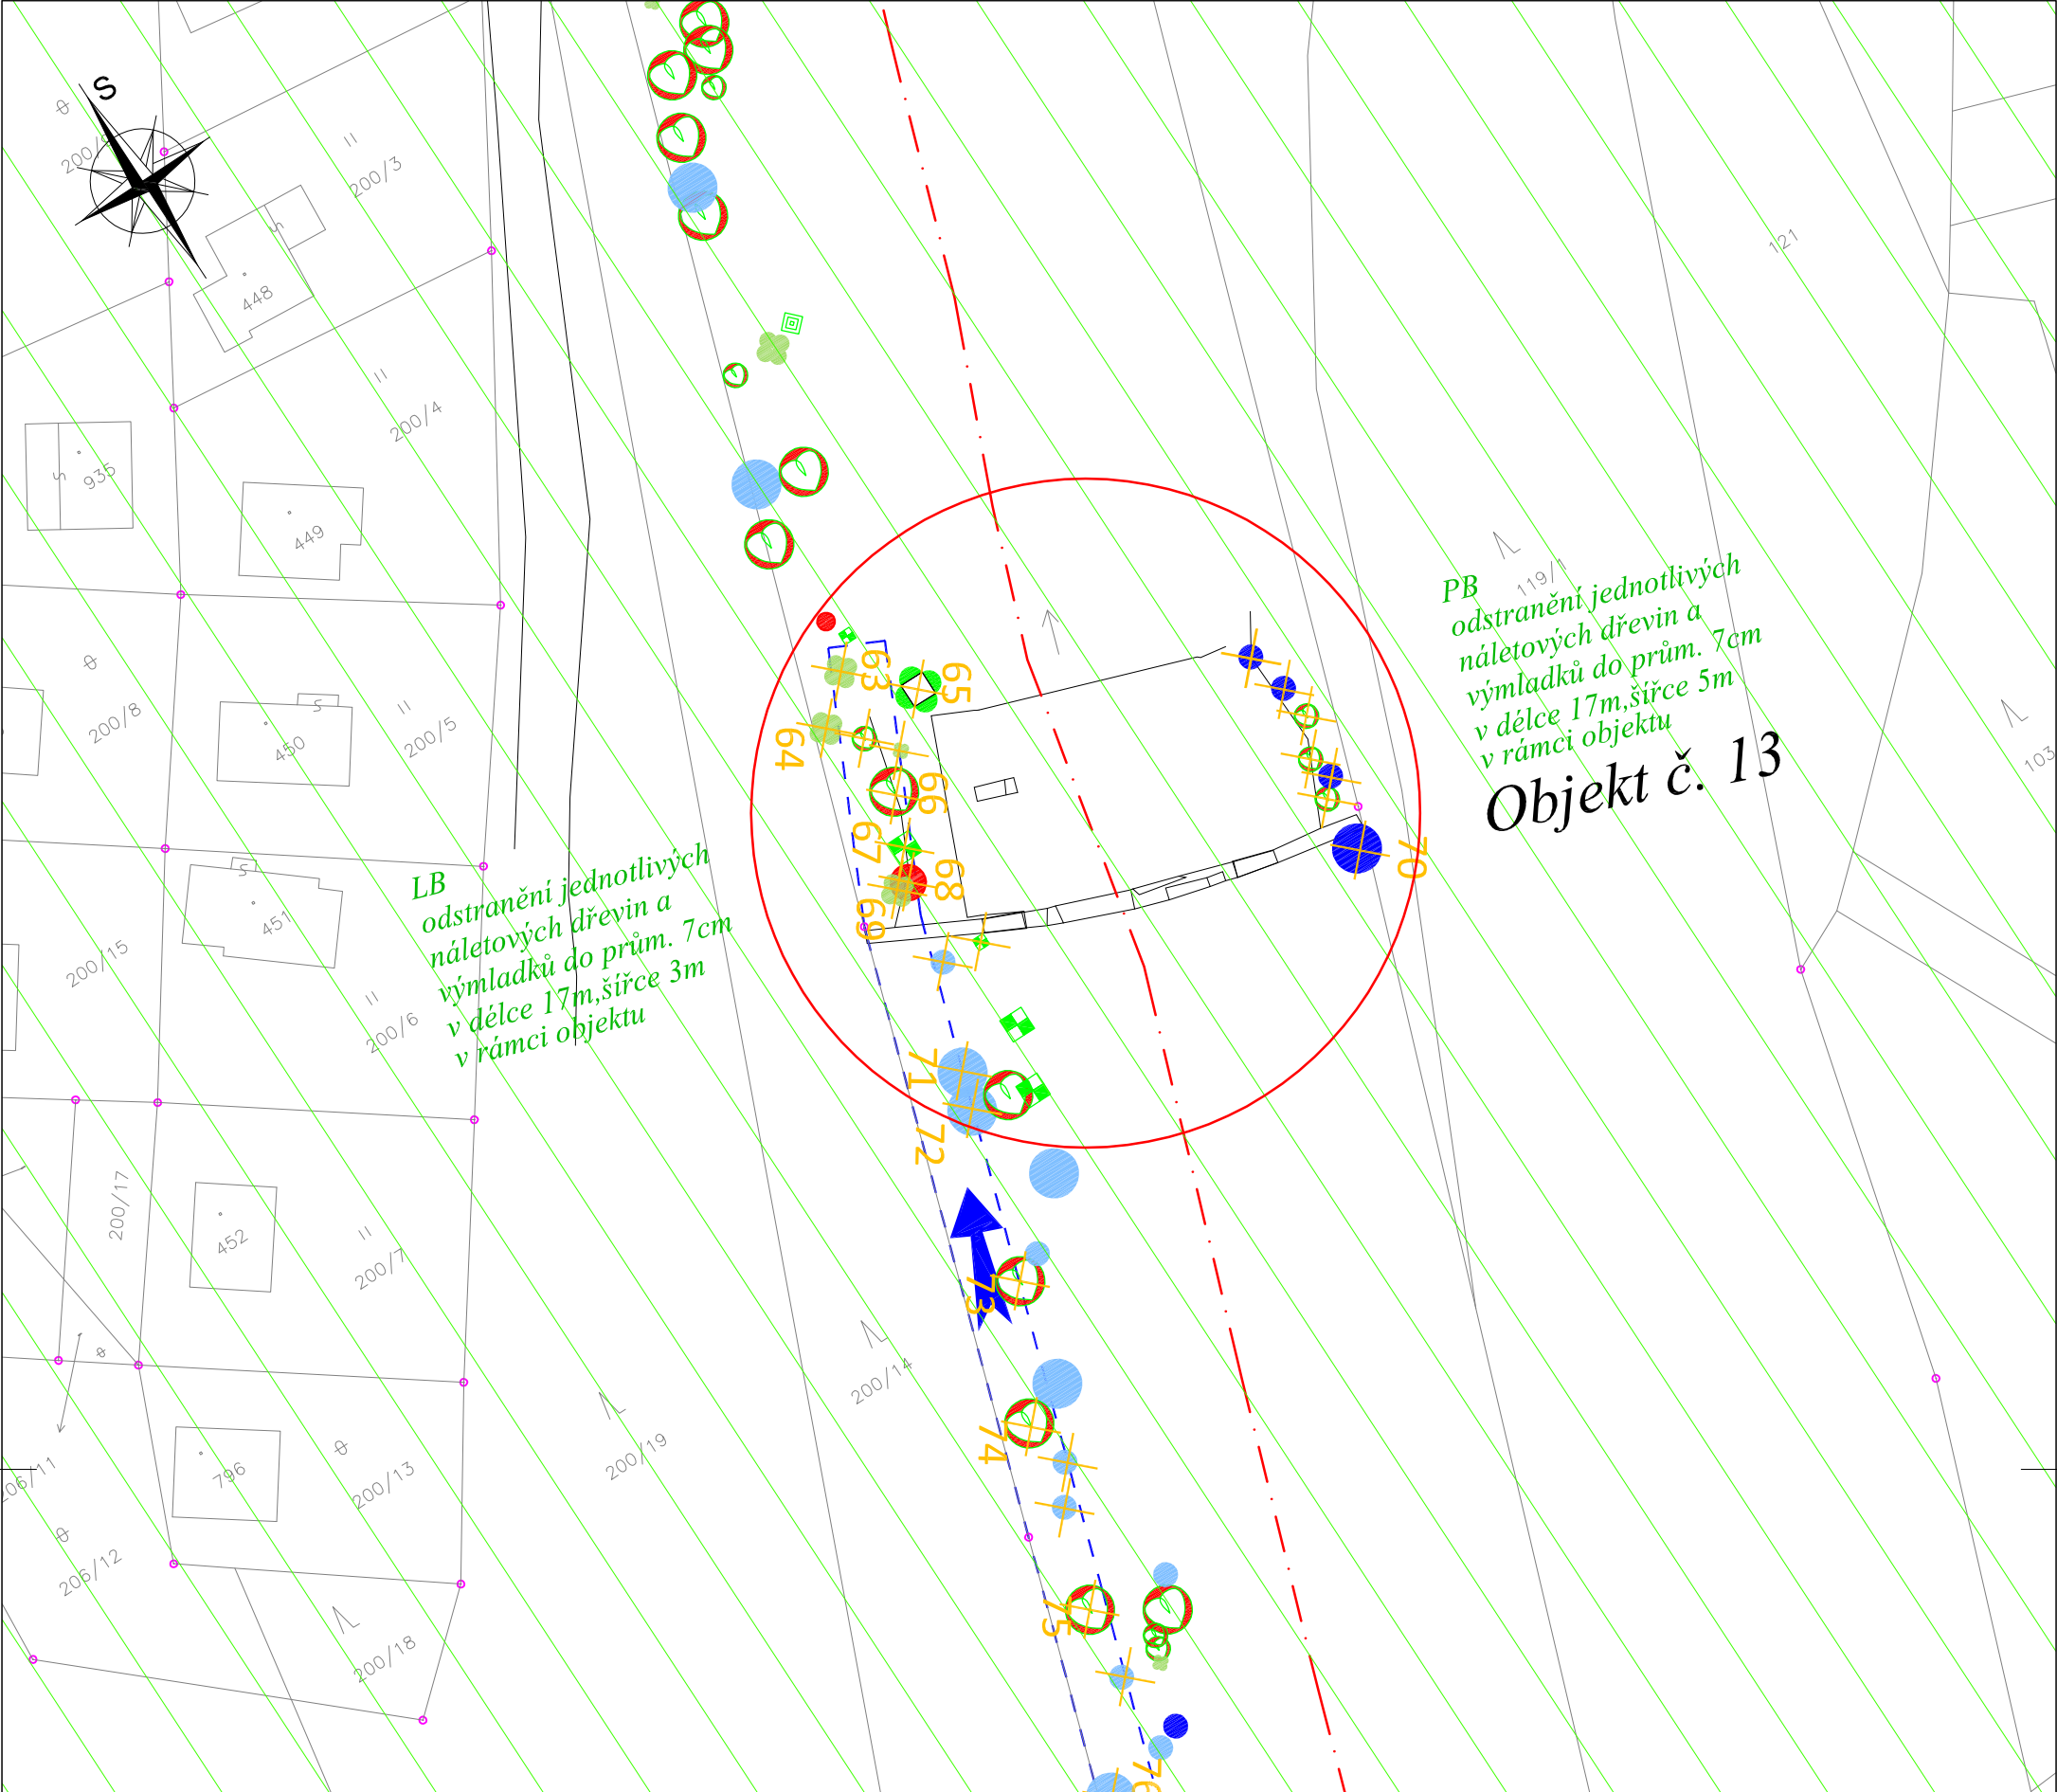 S
200/3
S
448
200/4
121
935
S
449
PB
odstranění jednotlivých
náletových dřevin a
výmladků do prům. 7cm
v délce 17m,šířce 5m
v rámci objektu
119/1
Objekt č. 13
103
63
65
64
66
67
68
69
70
200/8
S
450
200/5
LB
odstranění jednotlivých
náletových dřevin a
výmladků do prům. 7cm
v délce 17m,šířce 3m
v rámci objektu
S
451
200/15
200/6
71
72
200/17
452
200/7
73
200/14
74
200/19
796
200/13
206/11
206/12
75
200/18
76